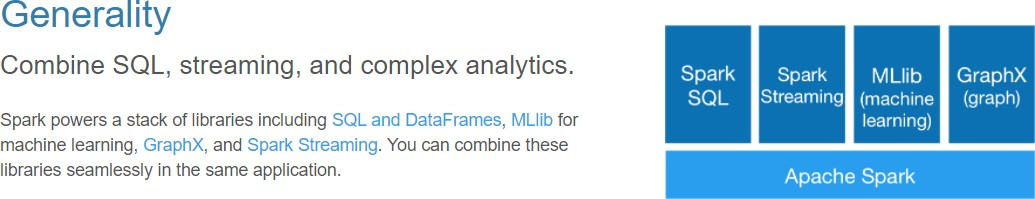 Generality
Combine SQL, streaming, and complex analytics.
Spark powers a stack of libraries including SQL and DataFrames, MLlib for
machine learning, GraphX, and Spark Streaming. You can combine these
libraries seamlessly in the same application.
Spark
SQL
Spark
Streaming
MLlib
(machine
learning)
GraphX
(graph)
Apache Spark